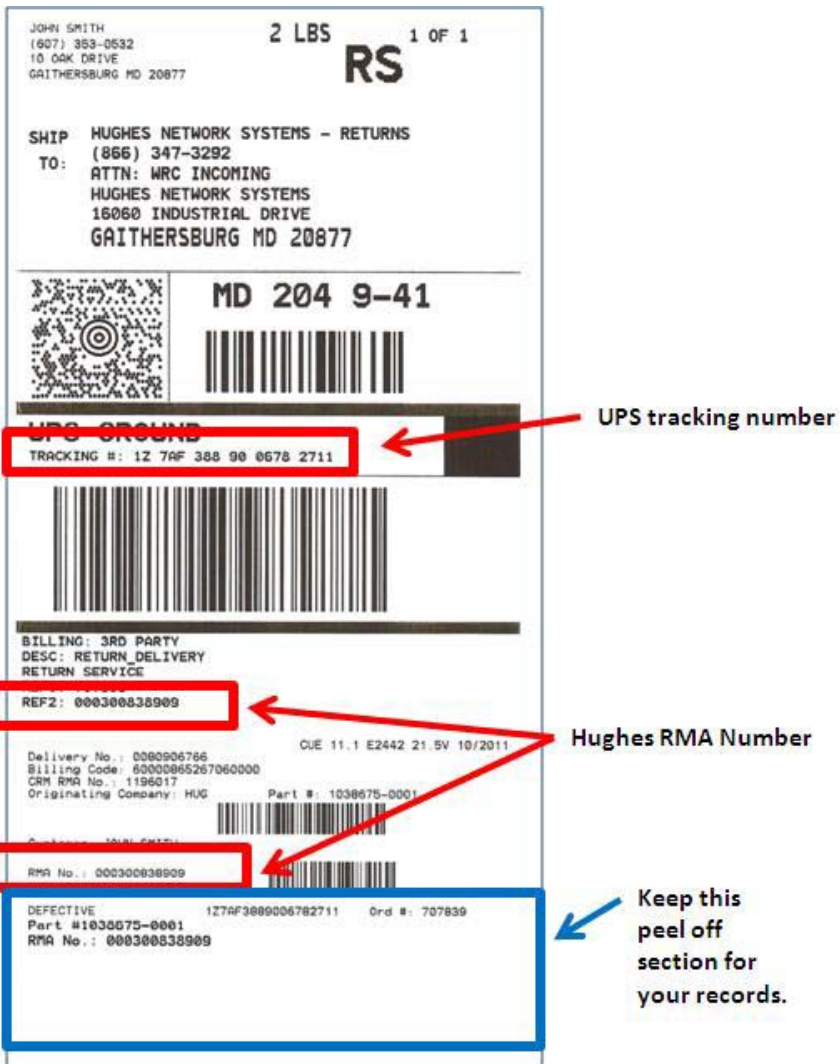 JOHN SMITH
(607) 353-0532
10 OAK DRIVE
GAITHERSBURG MD 20877
2 LBS
1 OF 1
RS
SHIP TO:
HUGHES NETWORK SYSTEMS - RETURNS
(866) 347-3292
ATTN: WRC INCOMING
HUGHES NETWORK SYSTEMS
16060 INDUSTRIAL DRIVE
GAITHERSBURG MD 20877
MD 204 9-41
UPS GROUND
TRACKING #: 1Z 7AF 388 90 0678 2711
UPS tracking number
BILLING: 3RD PARTY
DESC: RETURN_DELIVERY
RETURN SERVICE
REF2: 000300838909
Hughes RMA Number
CUE 11.1 E2442 21.5V 10/2011
Delivery No.: 0080906766
Billing Code: 60000865267060000
CRM RMA No.: 1196017
Originating Company: HUG Part #: 1038675-0001
RMA No.: 000300838909
DEFECTIVE 1Z7AF3889006782711 Ord #: 707839
Part #1038675-0001
RMA No.: 000300838909
Keep this
peel off
section for
your records.